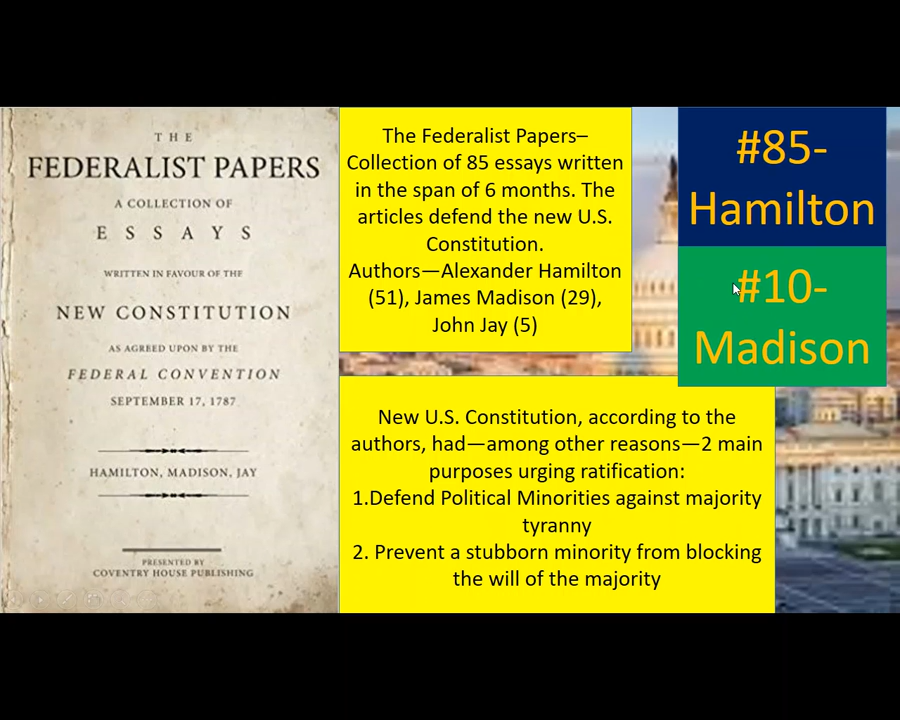 THE
FEDERALIST PAPERS
A COLLECTION OF
ESSAYS
WRITTEN IN FAVOUR OF THE
NEW CONSTITUTION
AS AGREED UPON BY THE
FEDERAL CONVENTION
SEPTEMBER 17, 1787
HAMILTON, MADISON, JAY
PRESENTED BY
COVENTRY HOUSE PUBLISHING
The Federalist Papers–
Collection of 85 essays written
in the span of 6 months. The
articles defend the new U.S.
Constitution.
Authors—Alexander Hamilton
(51), James Madison (29),
John Jay (5)
#85-
Hamilton
#10-
Madison
New U.S. Constitution, according to the
authors, had—among other reasons—2 main
purposes urging ratification:
1.Defend Political Minorities against majority
tyranny
2. Prevent a stubborn minority from blocking
the will of the majority